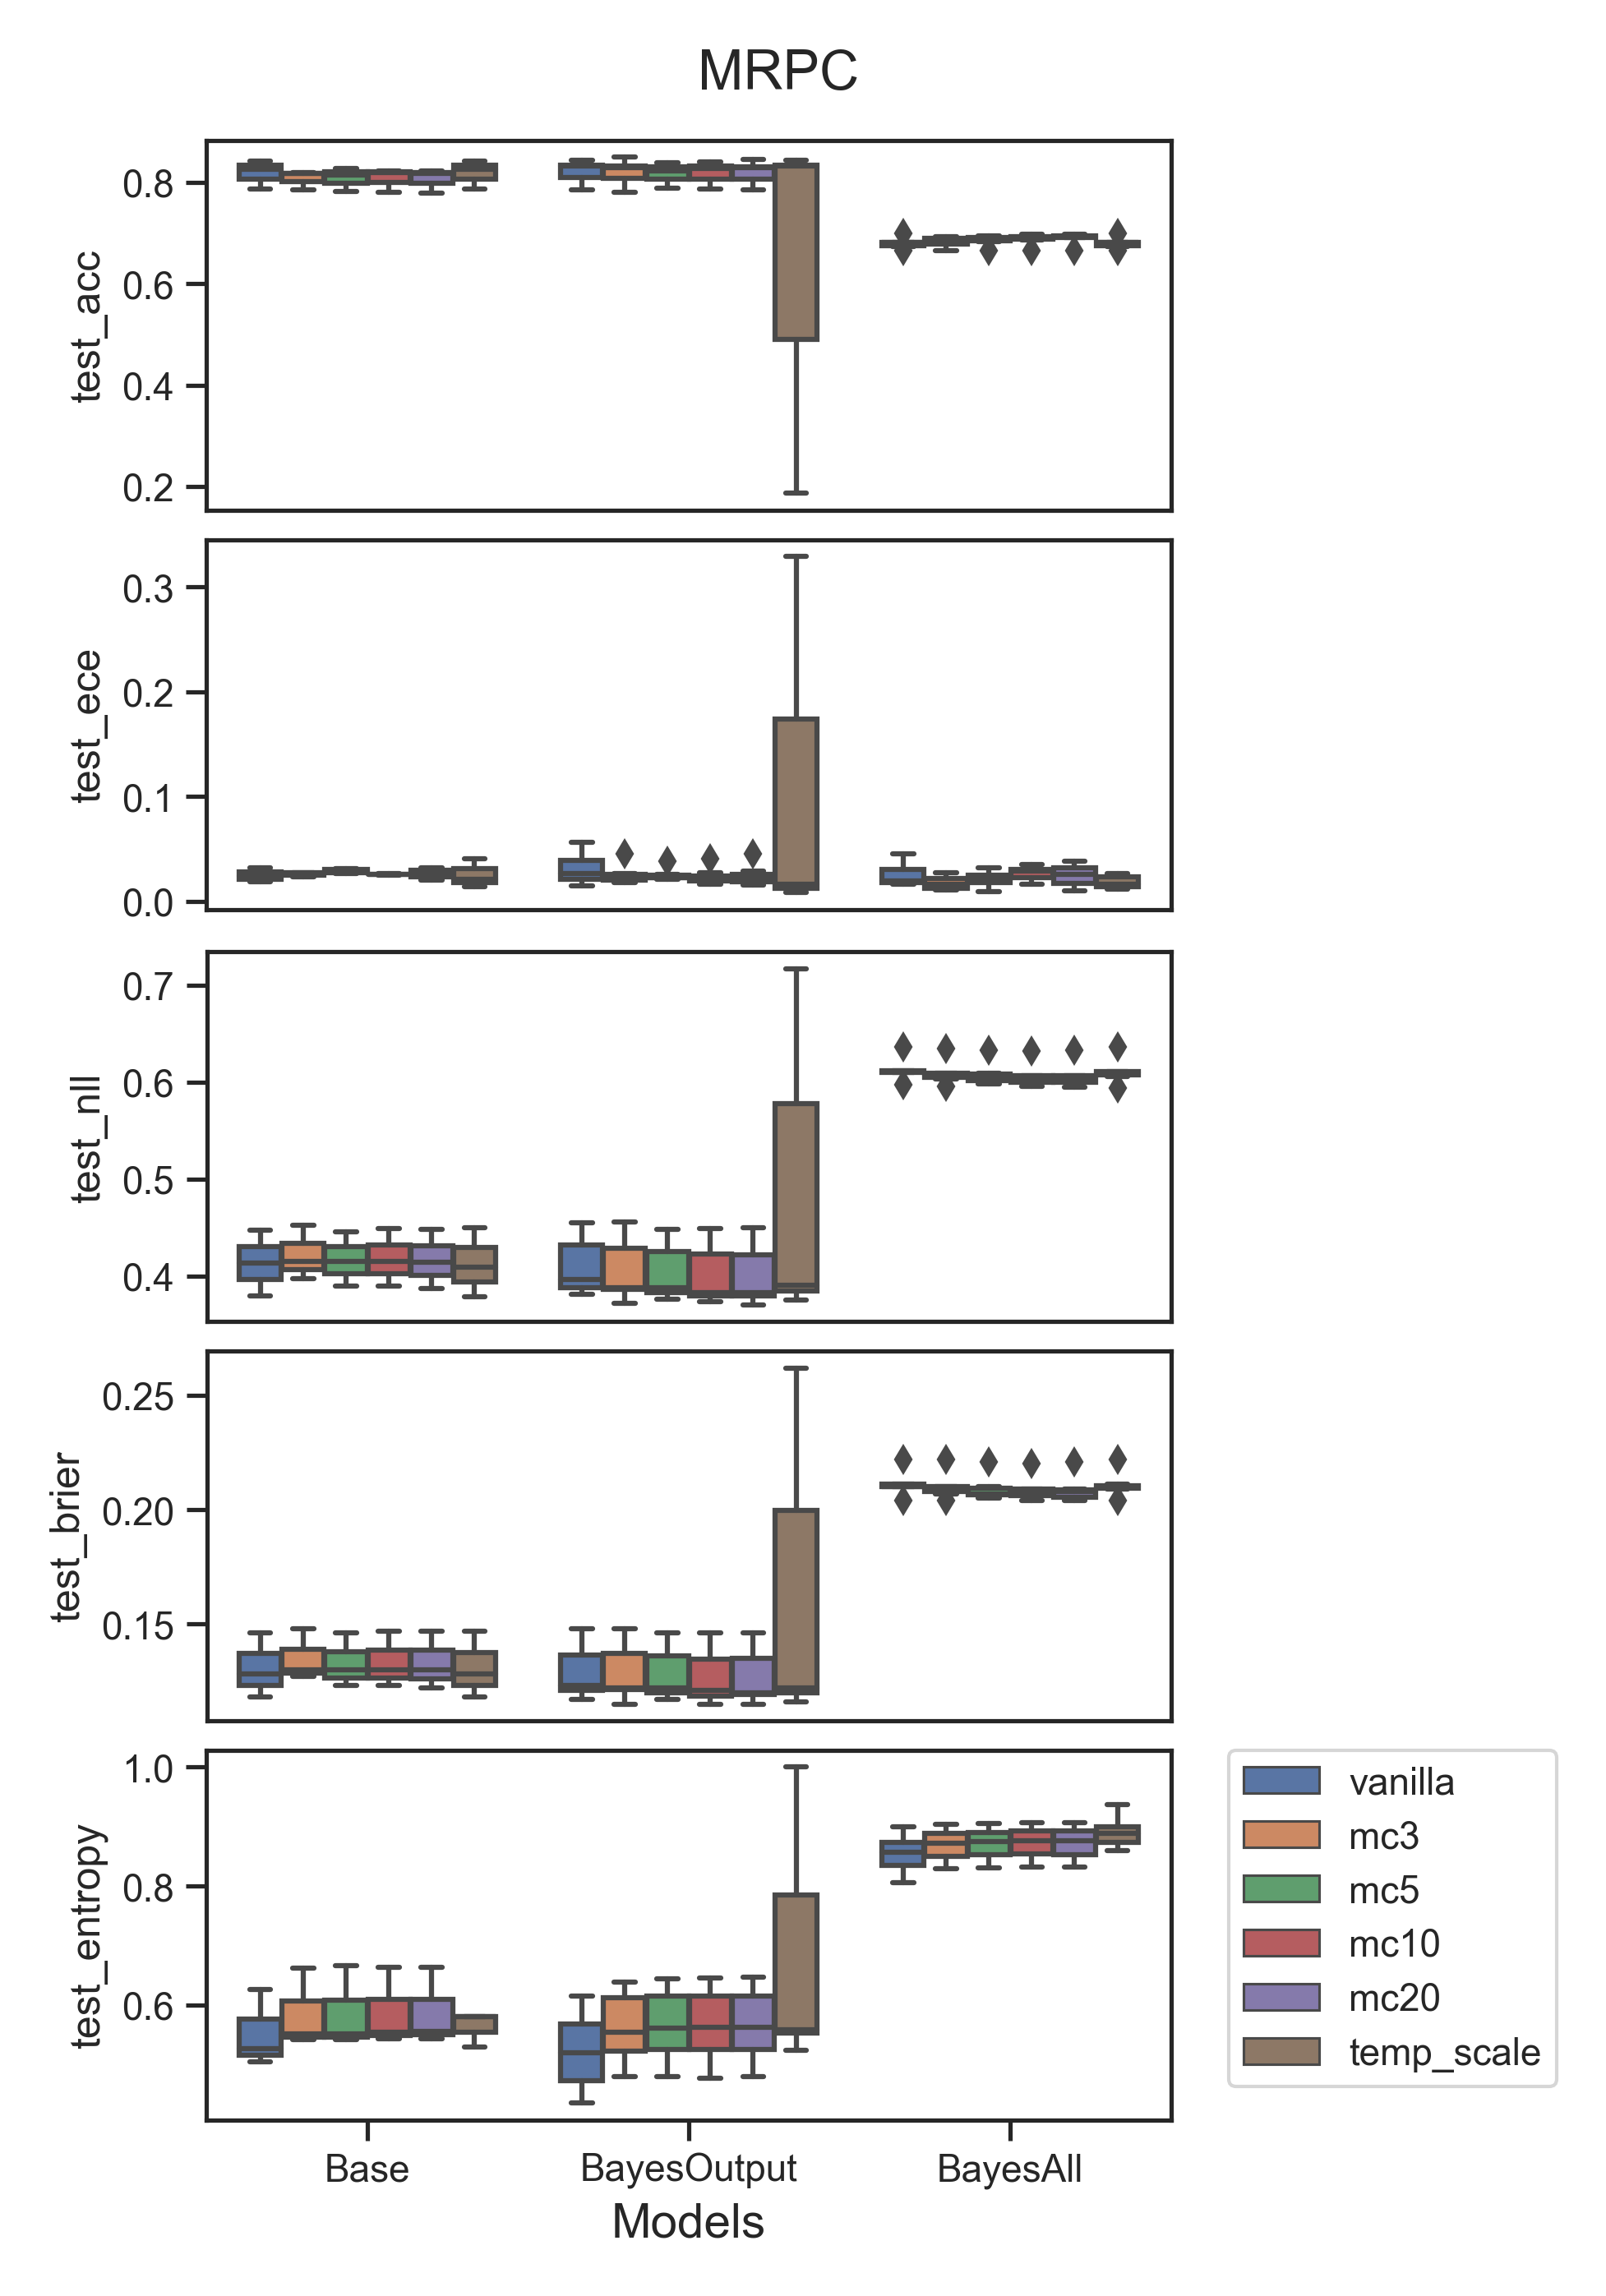 MRPC
test_acc
0.8
0.6
0.4
0.2
test_ece
0.3
0.2
0.1
0.0
test_nll
0.7
0.6
0.5
0.4
test_brier
0.25
0.20
0.15
test_entropy
1.0
0.8
0.6
Base
BayesOutput
BayesAll
Models
vanilla
mc3
mc5
mc10
mc20
temp_scale